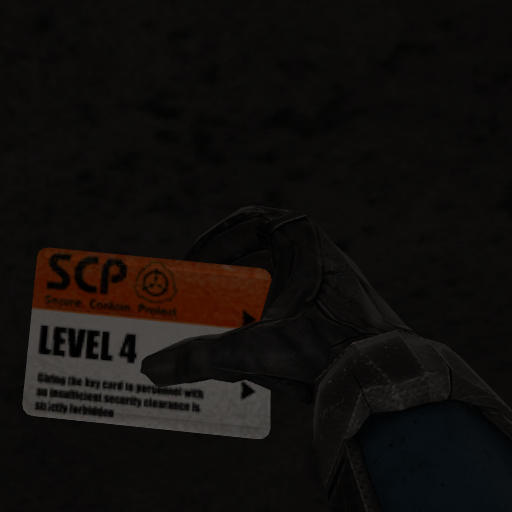 SCP
Secure. Contain. Protect
LEVEL 4
Giving the key card to personnel with
an insufficient security clearance is
strictly forbidden